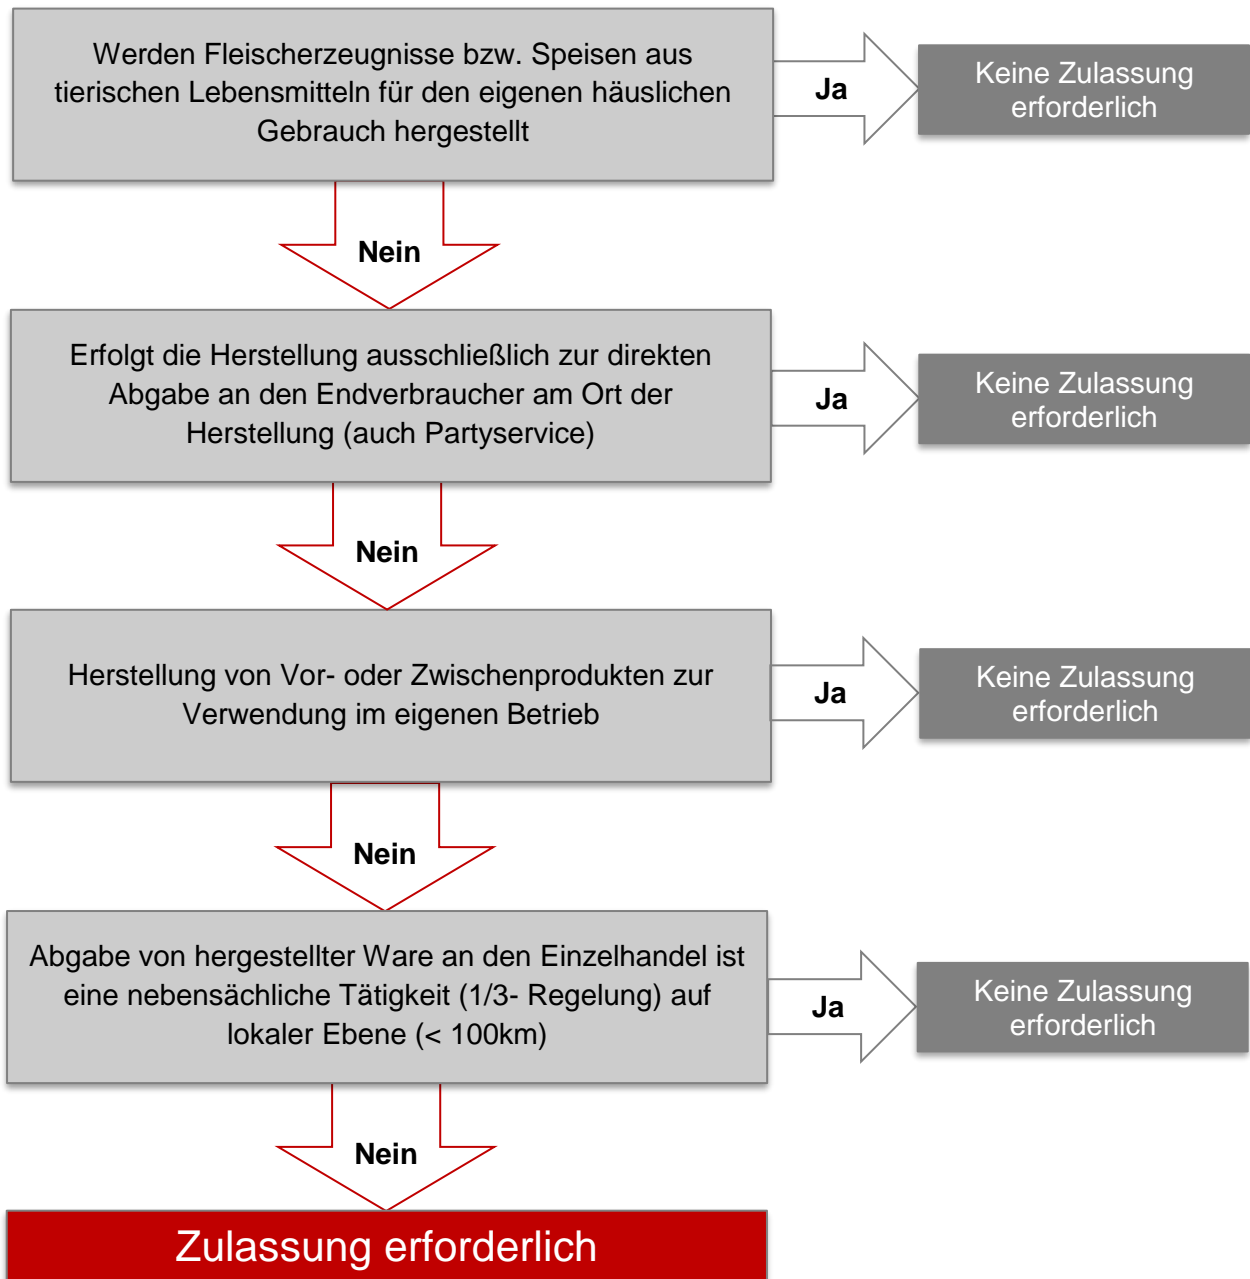 Werden Fleischerzeugnisse bzw. Speisen aus
tierischen Lebensmitteln für den eigenen häuslichen
Gebrauch hergestellt
Ja
Keine Zulassung
erforderlich
Nein
Erfolgt die Herstellung ausschließlich zur direkten
Abgabe an den Endverbraucher am Ort der
Herstellung (auch Partyservice)
Ja
Keine Zulassung
erforderlich
Nein
Herstellung von Vor- oder Zwischenprodukten zur
Verwendung im eigenen Betrieb
Ja
Keine Zulassung
erforderlich
Nein
Abgabe von hergestellter Ware an den Einzelhandel ist
eine nebensächliche Tätigkeit (1/3- Regelung) auf
lokaler Ebene (< 100km)
Ja
Keine Zulassung
erforderlich
Nein
Zulassung erforderlich